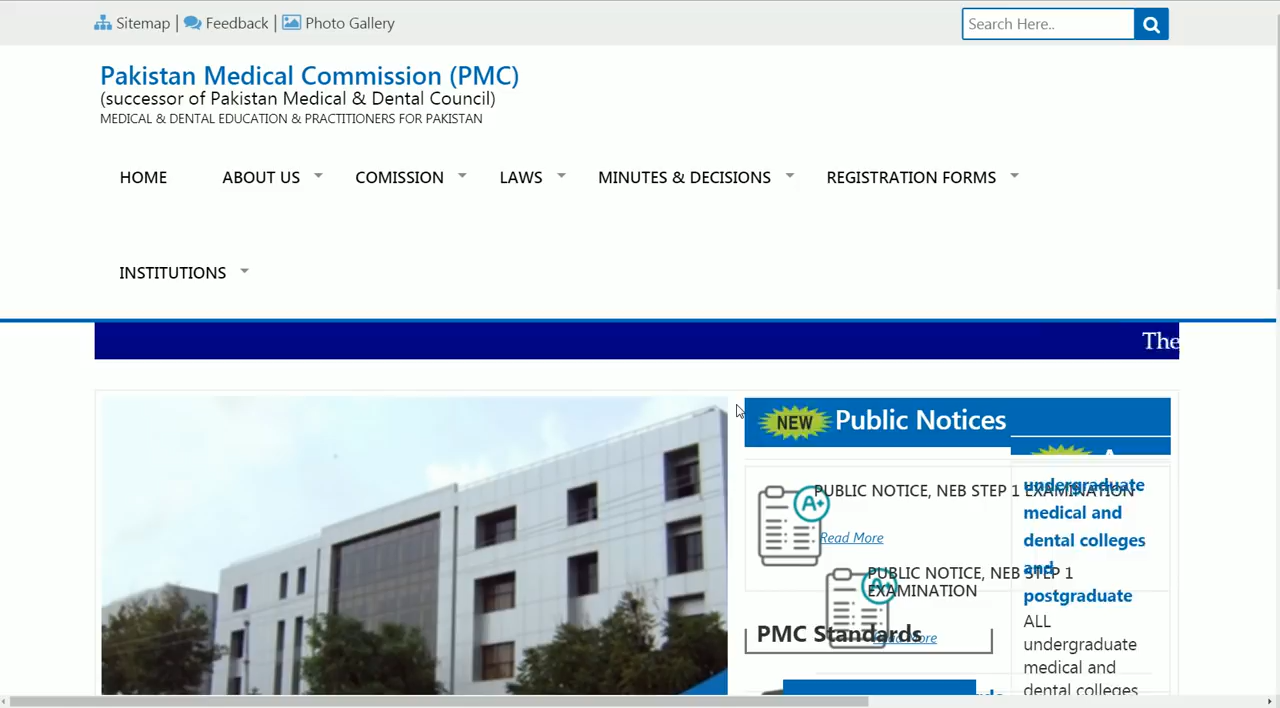 Sitemap | Feedback | Photo Gallery
Search Here..
Pakistan Medical Commission (PMC)
(successor of Pakistan Medical & Dental Council)
MEDICAL & DENTAL EDUCATION & PRACTITIONERS FOR PAKISTAN
HOME ABOUT US COMISSION LAWS MINUTES & DECISIONS REGISTRATION FORMS
INSTITUTIONS
The
NEW Public Notices
A+ PUBLIC NOTICE, NEB STEP 1 EXAMINATION
Read More
A+ PUBLIC NOTICE, NEB STEP 1
EXAMINATION
Read More
PMC Standards
undergraduate
medical and
dental colleges
and
postgraduate
ALL
undergraduate
medical and
dental colleges